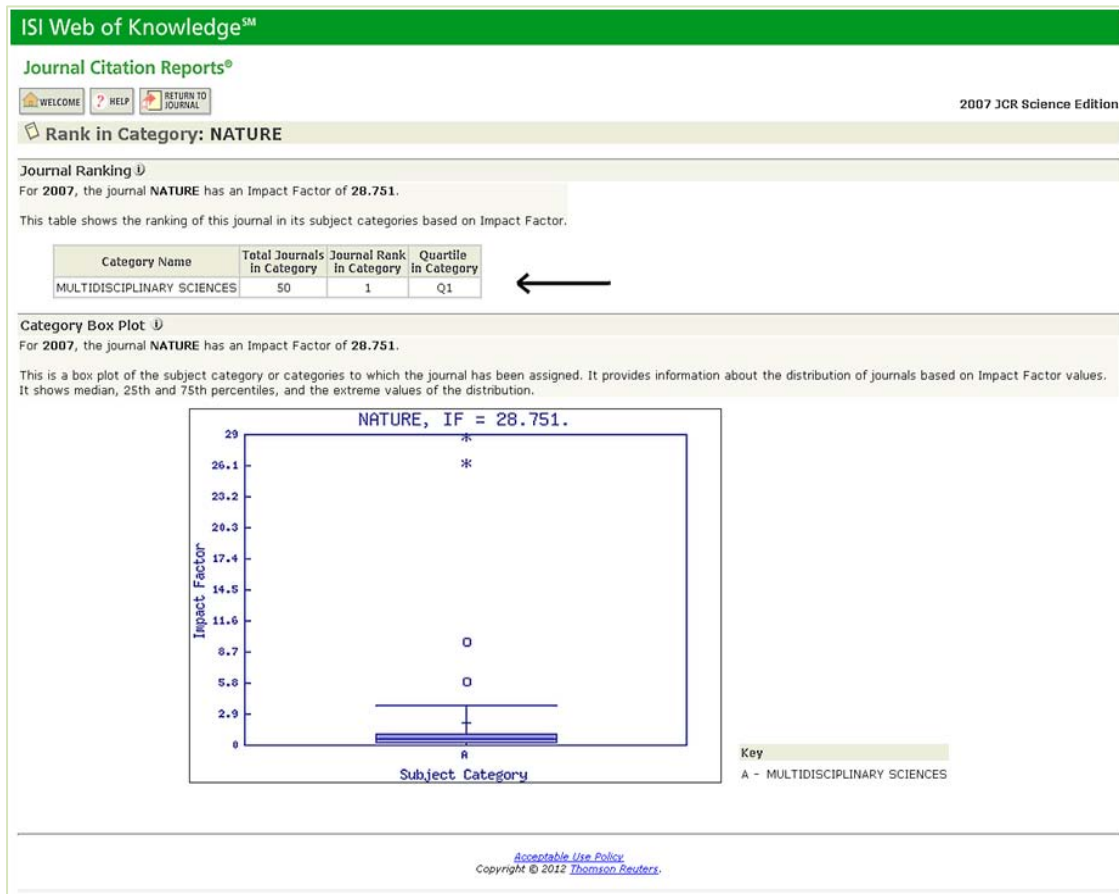 ISI Web of Knowledge℠
Journal Citation Reports®
WELCOME ? HELP RETURN TO JOURNAL
2007 JCR Science Edition
Rank in Category: NATURE
Journal Ranking
For 2007, the journal NATURE has an Impact Factor of 28.751.
This table shows the ranking of this journal in its subject categories based on Impact Factor.
Category Name Total Journals in Category Journal Rank in Category Quartile in Category
MULTIDISCIPLINARY SCIENCES 50 1 Q1
Category Box Plot
For 2007, the journal NATURE has an Impact Factor of 28.751.
This is a box plot of the subject category or categories to which the journal has been assigned. It provides information about the distribution of journals based on Impact Factor values.
It shows median, 25th and 75th percentiles, and the extreme values of the distribution.
NATURE, IF = 28.751.
29
26.1
23.2
20.3
17.4
14.5
11.6
8.7
5.8
2.9
0
Impact Factor
A
Subject Category
Key
A - MULTIDISCIPLINARY SCIENCES
Acceptable Use Policy
Copyright © 2012 Thomson Reuters.